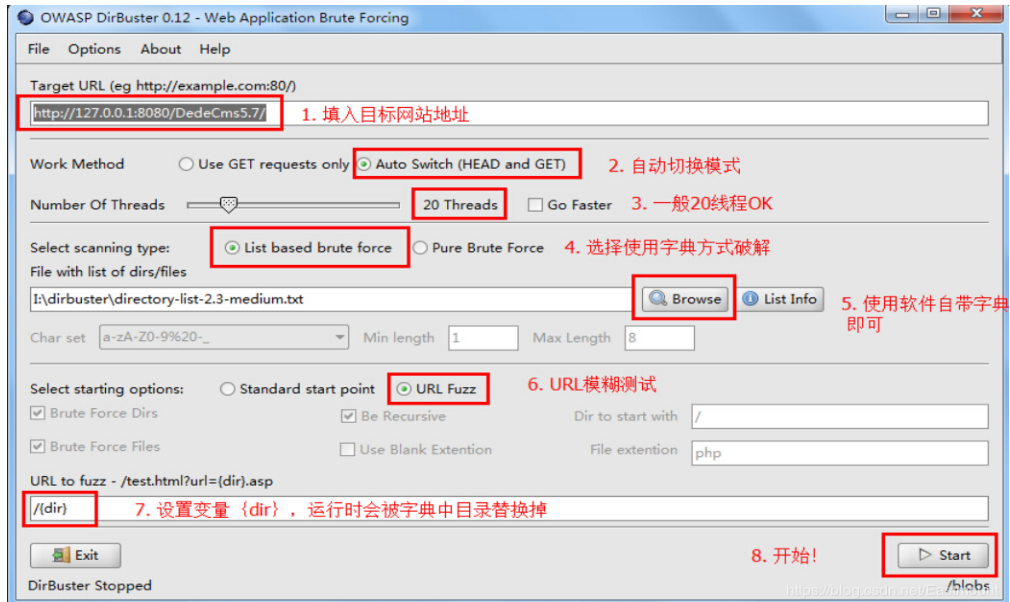 OWASP DirBuster 0.12 - Web Application Brute Forcing
File Options About Help
Target URL (eg http://example.com:80/)
http://127.0.0.1:8080/DedeCms5.7/ 1. 填入目标网站地址
Work Method Use GET requests only Auto Switch (HEAD and GET) 2. 自动切换模式
Number Of Threads 20 Threads Go Faster 3. 一般20线程OK
Select scanning type: List based brute force Pure Brute Force 4. 选择使用字典方式破解
File with list of dirs/files
I:\dirbuster\directory-list-2.3-medium.txt Browse List Info 5. 使用软件自带字典
即可
Char set a-zA-Z0-9%20-_ Min length 1 Max Length 8
Select starting options: Standard start point URL Fuzz 6. URL模糊测试
Brute Force Dirs Be Recursive Dir to start with /
Brute Force Files Use Blank Extention File extention php
URL to fuzz - /test.html?url={dir}.asp
/{dir} 7. 设置变量｛dir｝，运行时会被字典中目录替换掉
Exit 8. 开始！ Start
DirBuster Stopped /blobs
https://blog.csdn.net/Eastmount